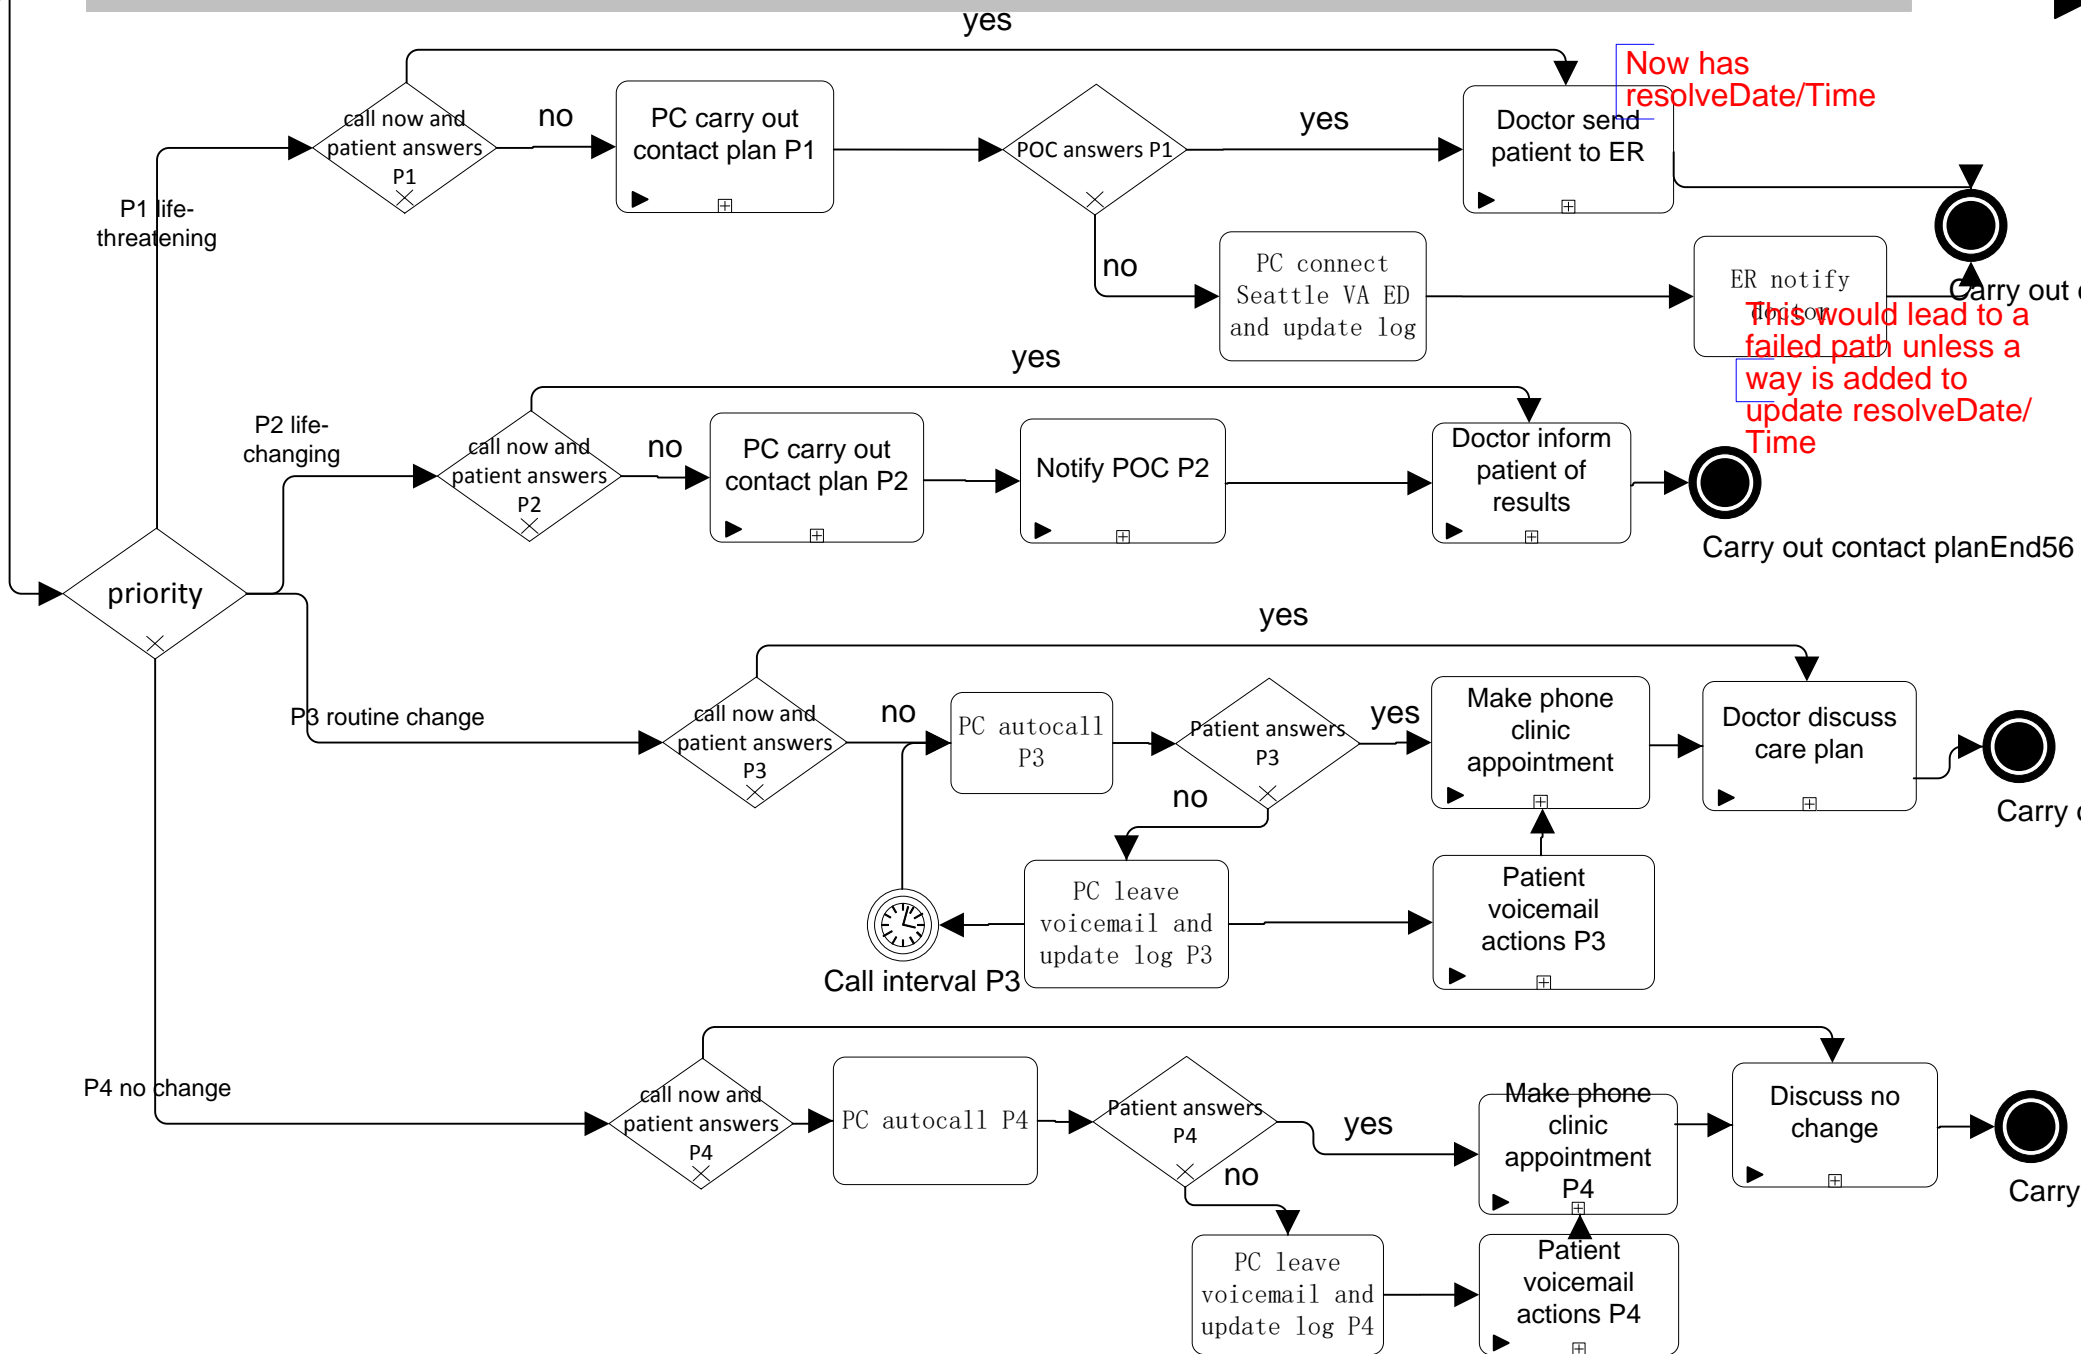 yes
Now has
resolveDate/Time
call now and
patient answers
P1
no
PC carry out
contact plan P1
POC answers P1
yes
Doctor send
patient to ER
P1 life-
threatening
no
PC connect
Seattle VA ED
and update log
ER notify
doctor
Carry out
This would lead to a
failed path unless a
way is added to
update resolveDate/
Time
yes
P2 life-
changing
call now and
patient answers
P2
no
PC carry out
contact plan P2
Notify POC P2
Doctor inform
patient of
results
Carry out contact planEnd56
priority
yes
P3 routine change
call now and
patient answers
P3
no
PC autocall
P3
Patient answers
P3
yes
Make phone
clinic
appointment
Doctor discuss
care plan
no
Carry
PC leave
voicemail and
update log P3
Patient
voicemail
actions P3
Call interval P3
P4 no change
call now and
patient answers
P4
PC autocall P4
Patient answers
P4
yes
Make phone
clinic
appointment
P4
Discuss no
change
no
Carry
PC leave
voicemail and
update log P4
Patient
voicemail
actions P4